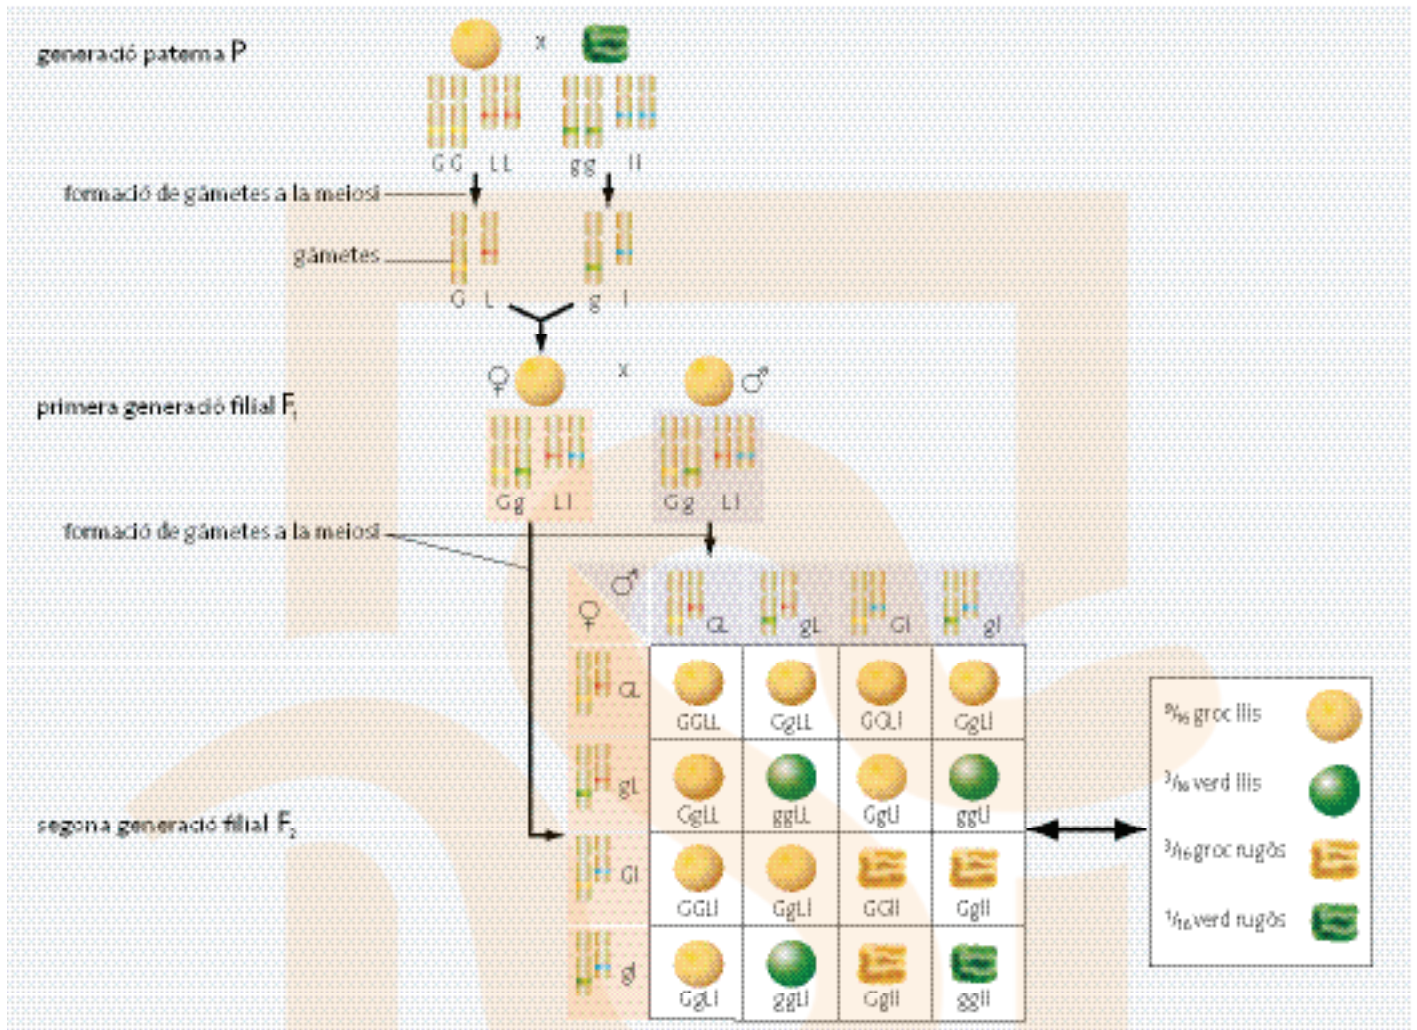 generació paterna P
x
GG LL gg ll
formació de gàmetes a la meiosi
gàmetes
G L g l
♀ x ♂
primera generació filial F1
Gg Ll Gg Ll
formació de gàmetes a la meiosi
♂
♀
GL gL Gl gl
GL
GGLL GgLL GGLl GgLl
gL
GgLL ggLL GgLl ggLl
segona generació filial F2
Gl
GGLl GgLl GGll Ggll
gl
GgLl ggLl Ggll ggll
9/16 groc llis
3/16 verd llis
3/16 groc rugós
1/16 verd rugós